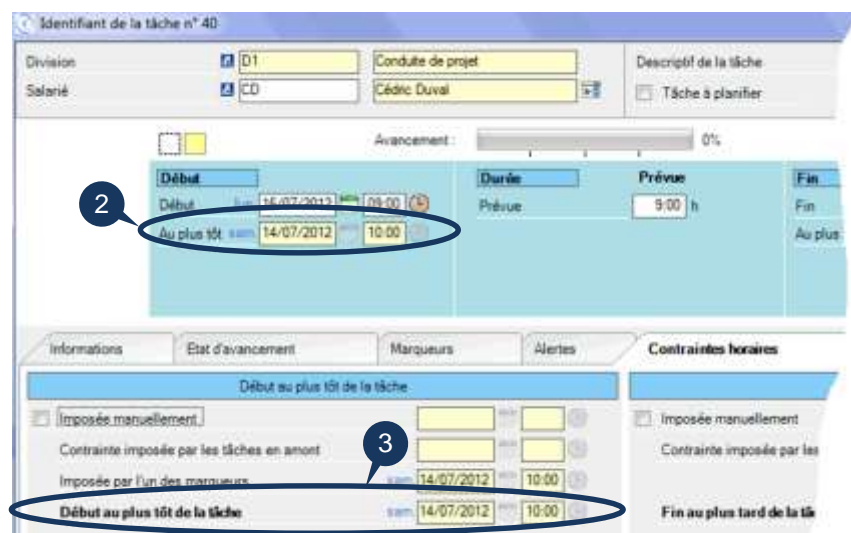 Identifiant de la tâche n° 40
Division D1 Conduite de projet Descriptif de la tâche
Salarié CD Cédric Duval Tâche à planifier
Avancement : 0%
Début Durée Prévue Fin
2 Début lun. 16/07/2012 09:00 Prévue 9:00 h Fin
Au plus tôt sam. 14/07/2012 10:00 Au plus
Informations Etat d'avancement Marqueurs Alertes Contraintes horaires
Début au plus tôt de la tâche
Imposée manuellement Imposée manuellement
Contrainte imposée par les tâches en amont 3 Contrainte imposée par les
Imposée par l'un des marqueurs sam. 14/07/2012 10:00
Début au plus tôt de la tâche sam. 14/07/2012 10:00 Fin au plus tard de la tâ